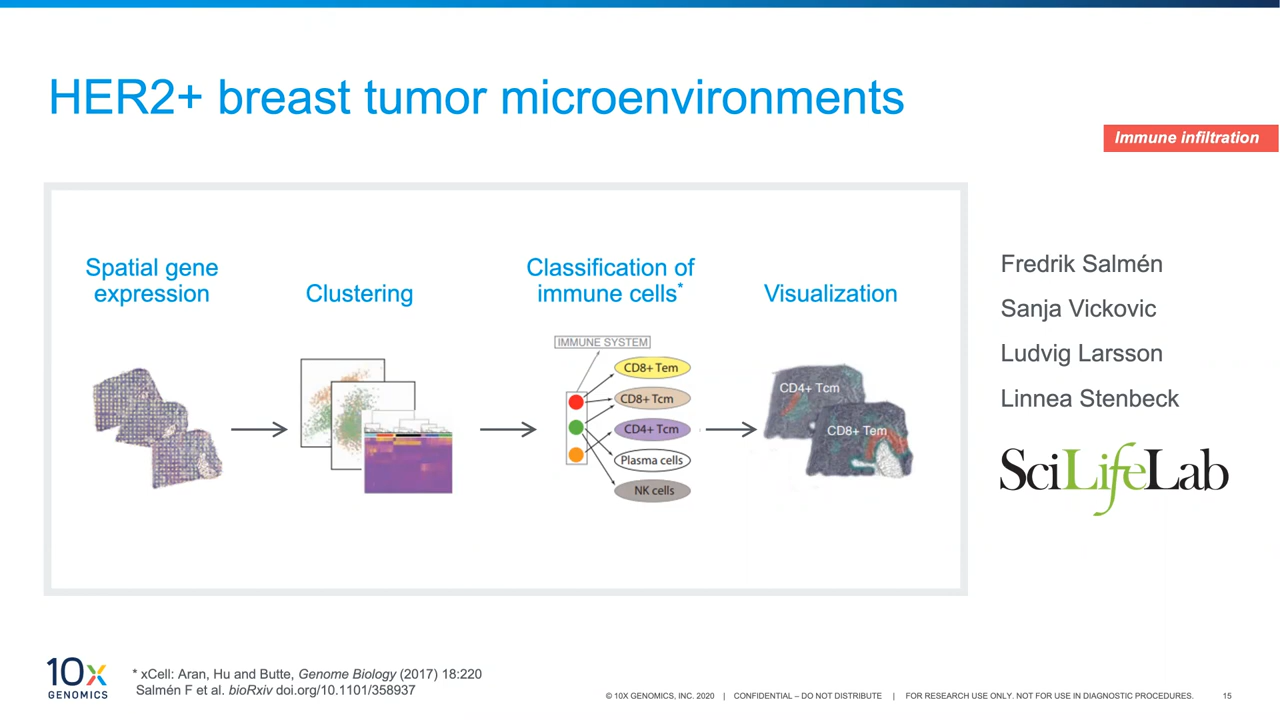 HER2+ breast tumor microenvironments
Immune infiltration
Spatial gene
expression
Clustering
Classification of
immune cells*
Visualization
IMMUNE SYSTEM
CD8+ Tem
CD8+ Tcm
CD4+ Tcm
Plasma cells
NK cells
CD4+ Tcm
CD8+ Tem
Fredrik Salmén
Sanja Vickovic
Ludvig Larsson
Linnea Stenbeck
SciLifeLab
10x
GENOMICS
* xCell: Aran, Hu and Butte, Genome Biology (2017) 18:220
Salmén F et al. bioRxiv doi.org/10.1101/358937
© 10X GENOMICS, INC. 2020 | CONFIDENTIAL – DO NOT DISTRIBUTE | FOR RESEARCH USE ONLY. NOT FOR USE IN DIAGNOSTIC PROCEDURES. 15